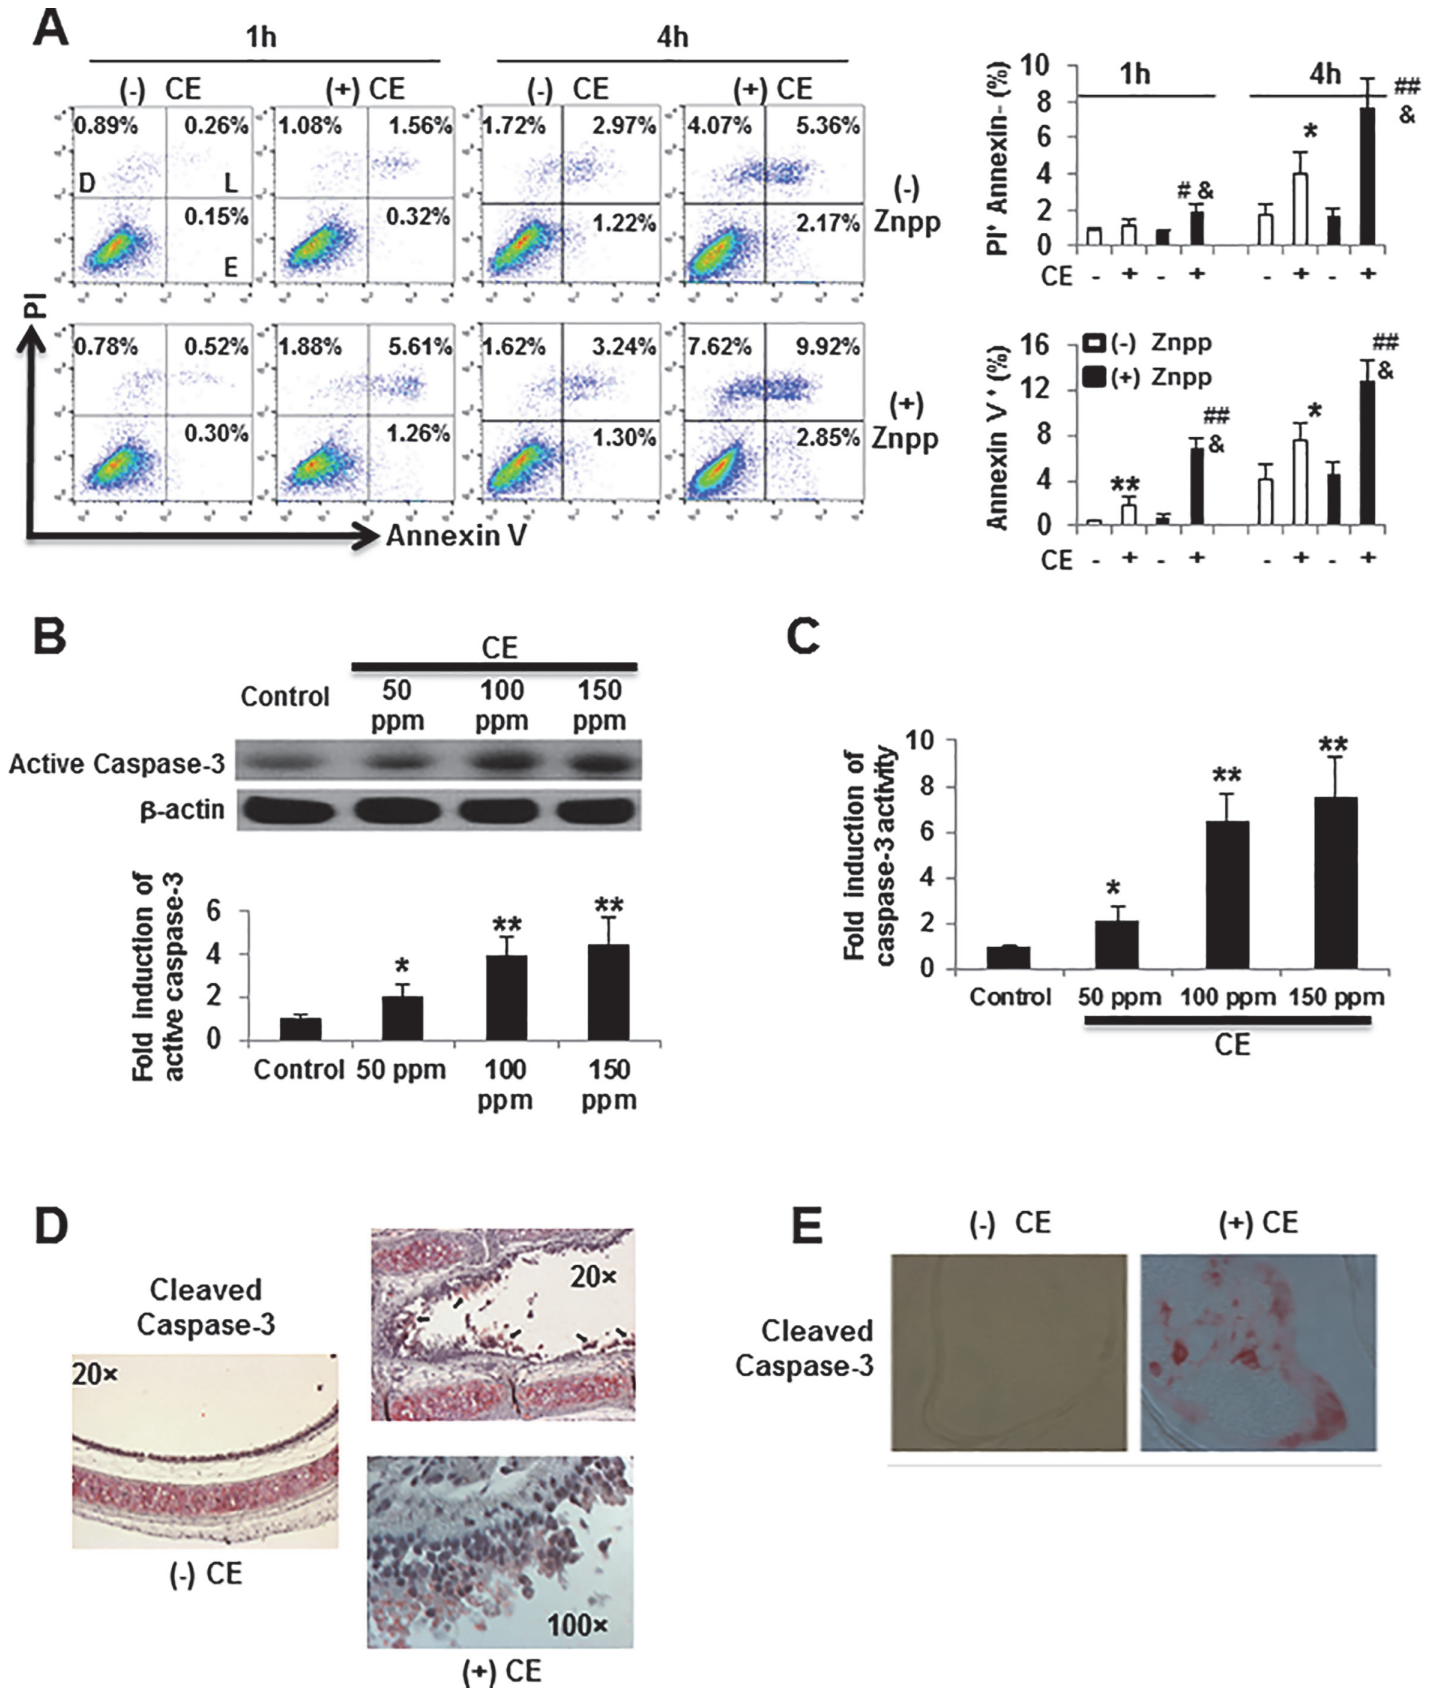 A
1h
4h
(-) CE
(+) CE
(-) CE
(+) CE
0.89% 0.26%
D L
0.15%
E
1.08% 1.56%
0.32%
1.72% 2.97%
1.22%
4.07% 5.36%
2.17%
(-)
Znpp
0.78% 0.52%
0.30%
1.88% 5.61%
1.26%
1.62% 3.24%
1.30%
7.62% 9.92%
2.85%
(+)
Znpp
PI
Annexin V
PI+ Annexin- (%)
10
8
6
4
2
0
1h
4h
# &
*
##
&
CE - + - + - + - +
Annexin V + (%)
16
12
8
4
0
(-) Znpp
(+) Znpp
**
##
&
*
##
&
CE - + - + - + - +
B
CE
Control
50
ppm
100
ppm
150
ppm
Active Caspase-3
β-actin
Fold induction of
active caspase-3
6
4
2
0
*
**
**
Control
50 ppm
100
ppm
150
ppm
C
Fold induction of
caspase-3 activity
10
8
6
4
2
0
*
**
**
Control 50 ppm 100 ppm 150 ppm
CE
D
Cleaved
Caspase-3
20×
(-) CE
20×
100×
(+) CE
E
(-) CE
(+) CE
Cleaved
Caspase-3